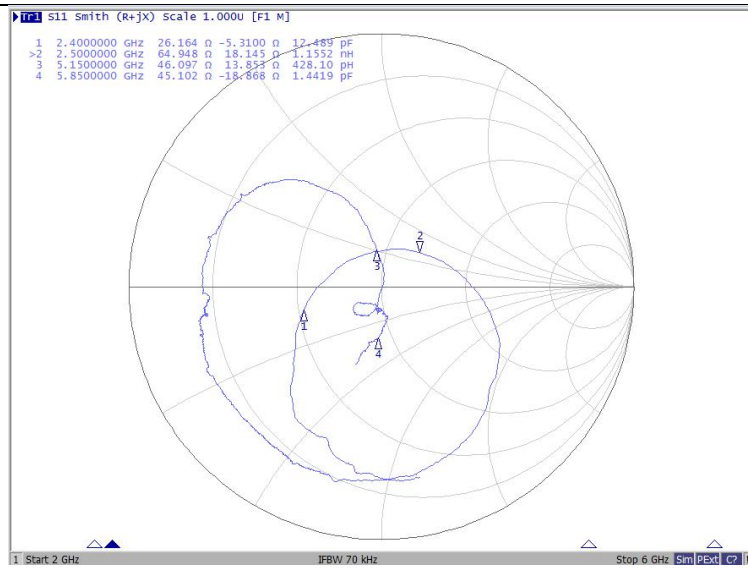 Tr1 S11 Smith (R+jX) Scale 1.000U [F1 M]
1 2.4000000 GHz 26.164 Ω -5.3100 Ω 12.489 pF
>2 2.5000000 GHz 64.948 Ω 18.145 Ω 1.1552 nH
3 5.1500000 GHz 46.097 Ω 13.853 Ω 428.10 pH
4 5.8500000 GHz 45.102 Ω -18.868 Ω 1.4419 pF
2
3
1
4
1 Start 2 GHz IFBW 70 kHz Stop 6 GHz Sim PExt C?